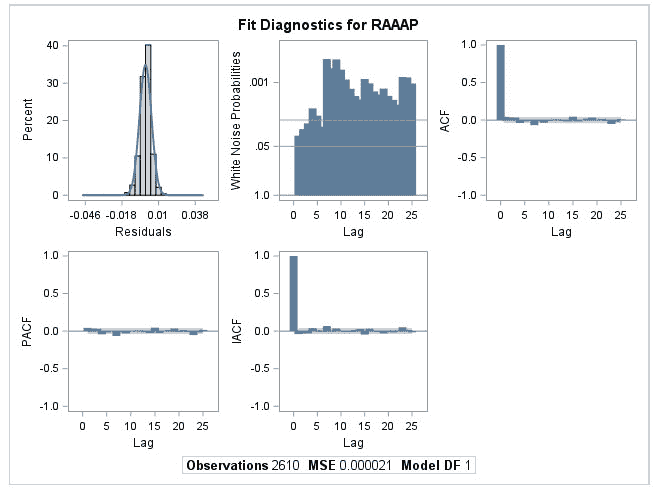 Fit Diagnostics for RAAAP
40
30
20
10
0
Percent
-0.046 -0.018 0.01 0.038
Residuals
.001
.05
1.0
White Noise Probabilities
0 5 10 15 20 25
Lag
1.0
0.5
0.0
-0.5
-1.0
ACF
0 5 10 15 20 25
Lag
1.0
0.5
0.0
-0.5
-1.0
PACF
0 5 10 15 20 25
Lag
1.0
0.5
0.0
-0.5
-1.0
IACF
0 5 10 15 20 25
Lag
Observations 2610 MSE 0.000021 Model DF 1